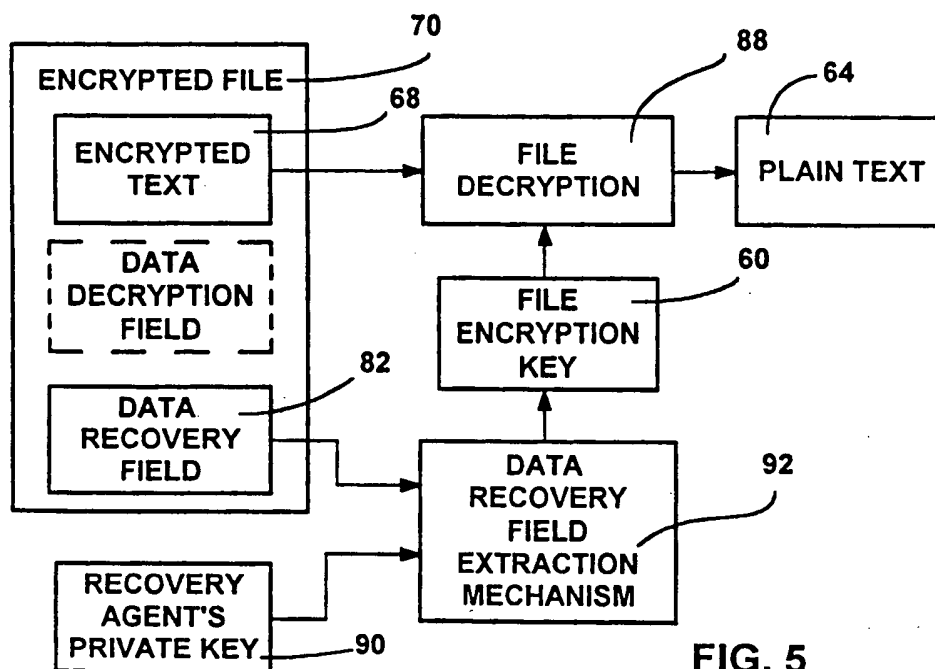 70
ENCRYPTED FILE
68
ENCRYPTED
TEXT
DATA
DECRYPTION
FIELD
82
DATA
RECOVERY
FIELD
RECOVERY
AGENT'S
PRIVATE KEY
90
88
FILE
DECRYPTION
64
PLAIN TEXT
60
FILE
ENCRYPTION
KEY
DATA
RECOVERY
FIELD
EXTRACTION
MECHANISM
92
FIG. 5